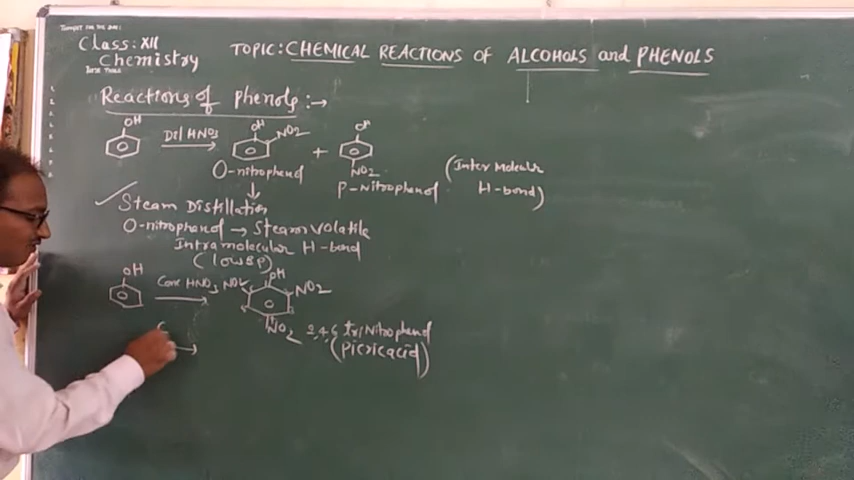 Class: XII
Chemistry
TOPIC: CHEMICAL REACTIONS of ALCOHOLS and PHENOLS
Reactions of phenols :→
OH Dil HNO3 OH NO2 + OH NO2
O-nitrophenol
P-Nitrophenol
(Inter Molecular
H-bond)
Steam Distillation
O-nitrophenol → Steam volatile
Intramolecular H-bond
(low BP)
OH Conc HNO3 NO2 OH NO2
NO2
2,4,6 triNitrophenol
(Picric acid)